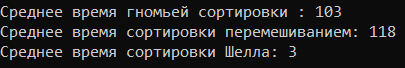 Среднее время гномьей сортировки : 103
Среднее время сортировки перемешиванием: 118
Среднее время сортировки Шелла: 3